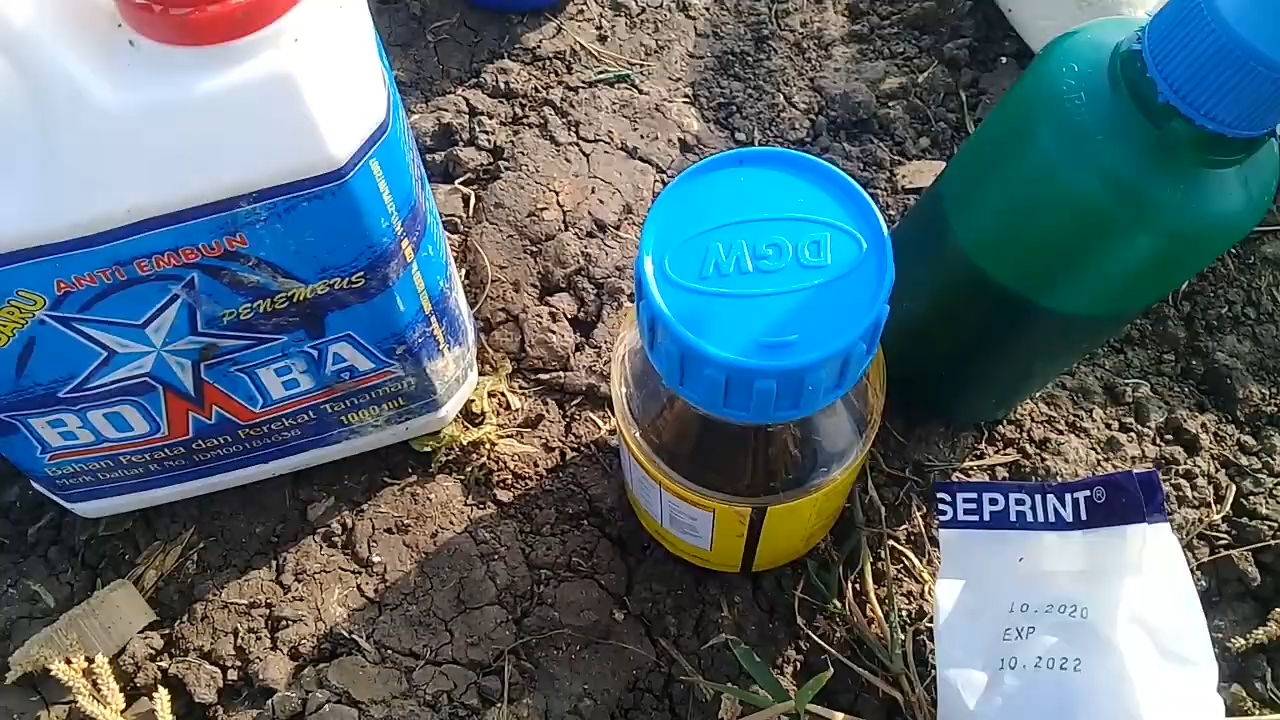 BARU
ANTI EMBUN
PENEMBUS
BOMBA
Bahan Perata dan Perekat Tanaman
1000 ml
Merk Daftar R No. IDM00184638
DGW
SEPRINT®
10.2020
EXP
10.2022